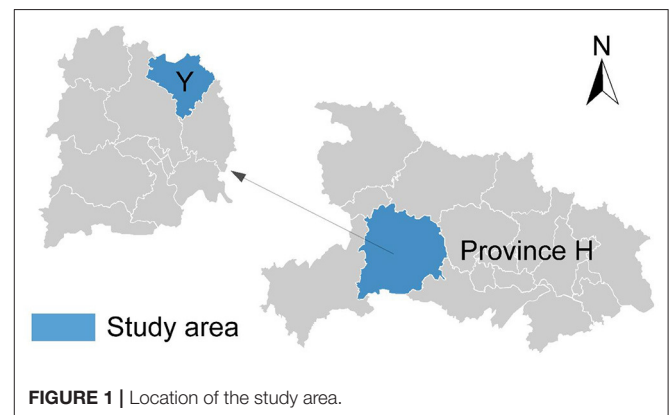 Y
N
Province H
Study area
FIGURE 1 | Location of the study area.